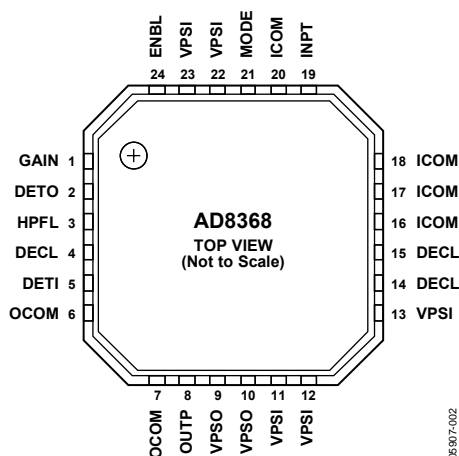 ENBL VPSI VPSI MODE ICOM INPT
24 23 22 21 20 19
GAIN 1
DETO 2
HPFL 3
DECL 4
DETI 5
OCOM 6
AD8368
TOP VIEW
(Not to Scale)
18 ICOM
17 ICOM
16 ICOM
15 DECL
14 DECL
13 VPSI
7 8 9 10 11 12
OCOM OUTP VPSO VPSO VPSI VPSI
05907-002